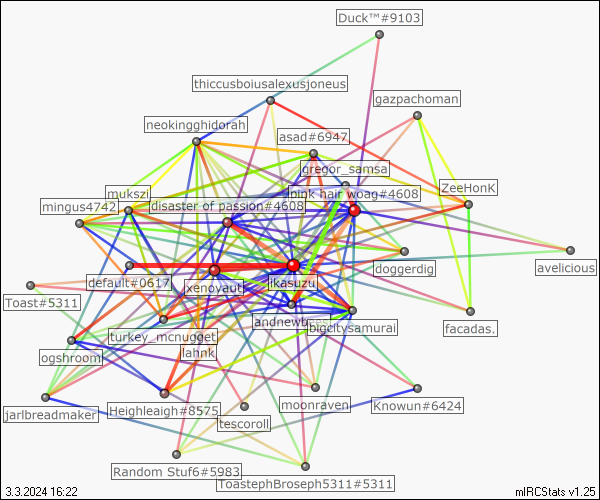 Duck™#9103
thiccusboiusalexusjoneus
gazpachoman
neokingghidorah
asad#6947
gregor_samsa
ZeeHonK
mukszi
pink hair woag#4608
mingus4742
disaster of passion#4608
doggerdig
avelicious
default#0617
xenoyaut
ikasuzu
Toast#5311
andnewbees
bigcitysamurai
facadas.
turkey_mcnugget
lahnk
ogshroom
jarlbreadmaker
Heighleaigh#8575
moonraven
Knowun#6424
tescoroll
Random Stuf6#5983
ToastephBroseph5311#5311
3.3.2024 16:22
mIRCStats v1.25